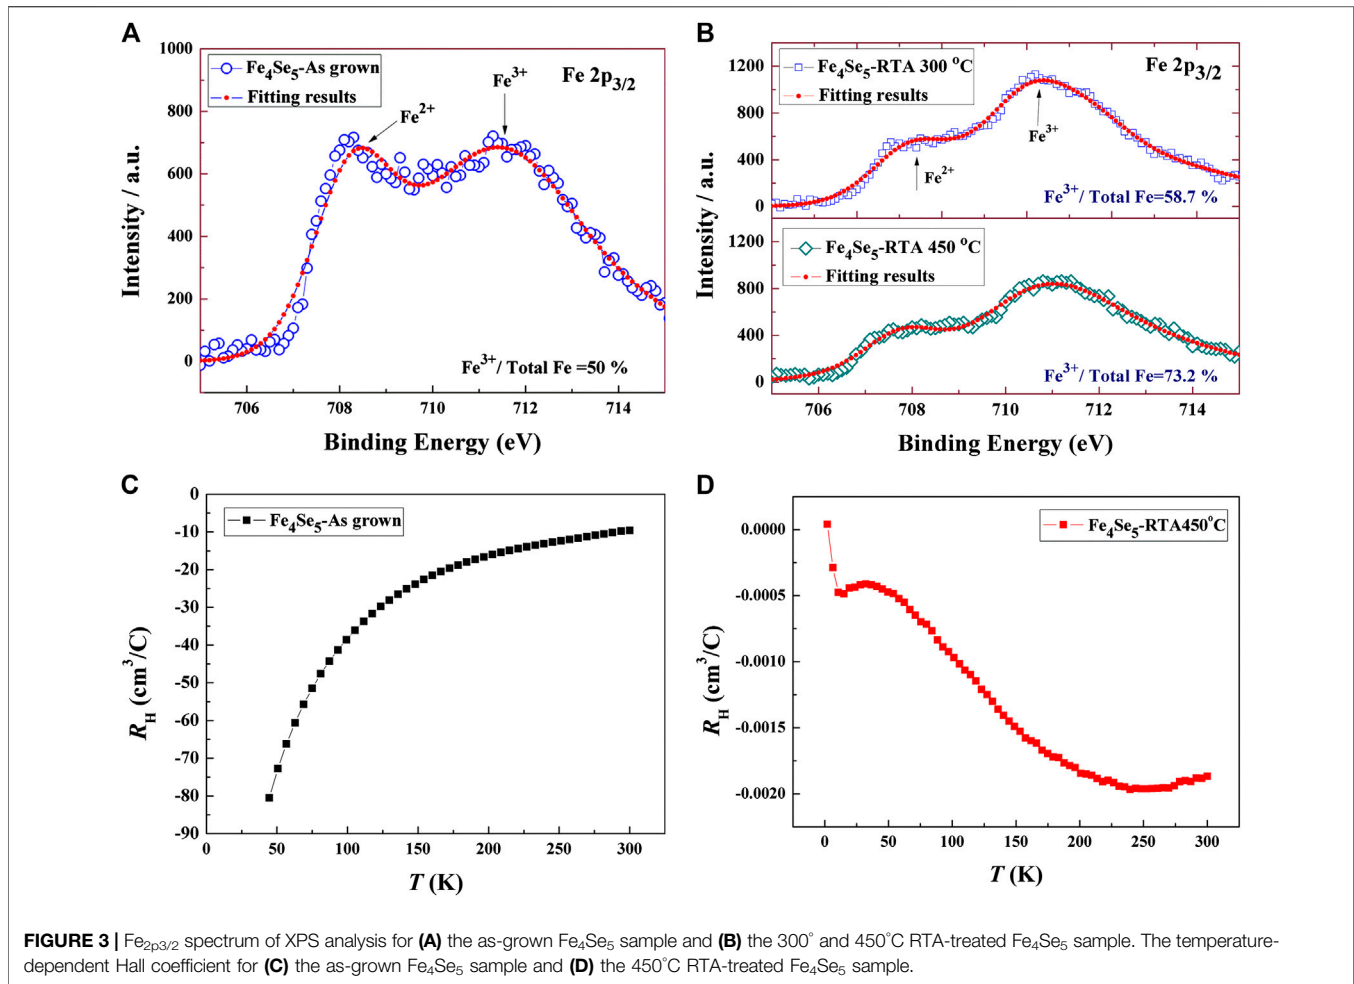 A
1000
800
600
400
200
0
Fe4Se5-As grown
Fitting results
Fe 2p3/2
Fe2+
Fe3+
Fe3+/ Total Fe =50 %
706 708 710 712 714
Intensity / a.u.
Binding Energy (eV)
B
1200
800
400
0
Fe4Se5-RTA 300 oC
Fitting results
Fe 2p3/2
Fe3+
Fe2+
Fe3+/ Total Fe=58.7 %
1200
800
400
0
Fe4Se5-RTA 450 oC
Fitting results
Fe3+/ Total Fe=73.2 %
706 708 710 712 714
Intensity / a.u.
Binding Energy (eV)
C
0
-10
-20
-30
-40
-50
-60
-70
-80
-90
Fe4Se5-As grown
0 50 100 150 200 250 300
RH (cm3/C)
T (K)
D
0.0000
-0.0005
-0.0010
-0.0015
-0.0020
Fe4Se5-RTA450oC
0 50 100 150 200 250 300
RH (cm3/C)
T (K)
FIGURE 3 | Fe2p3/2 spectrum of XPS analysis for (A) the as-grown Fe4Se5 sample and (B) the 300° and 450°C RTA-treated Fe4Se5 sample. The temperature-
dependent Hall coefficient for (C) the as-grown Fe4Se5 sample and (D) the 450°C RTA-treated Fe4Se5 sample.